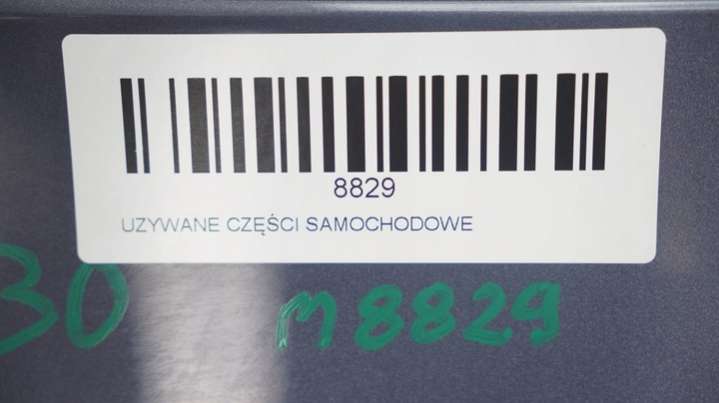 8829
UZYWANE CZĘŚCI SAMOCHODOWE
30 m8829